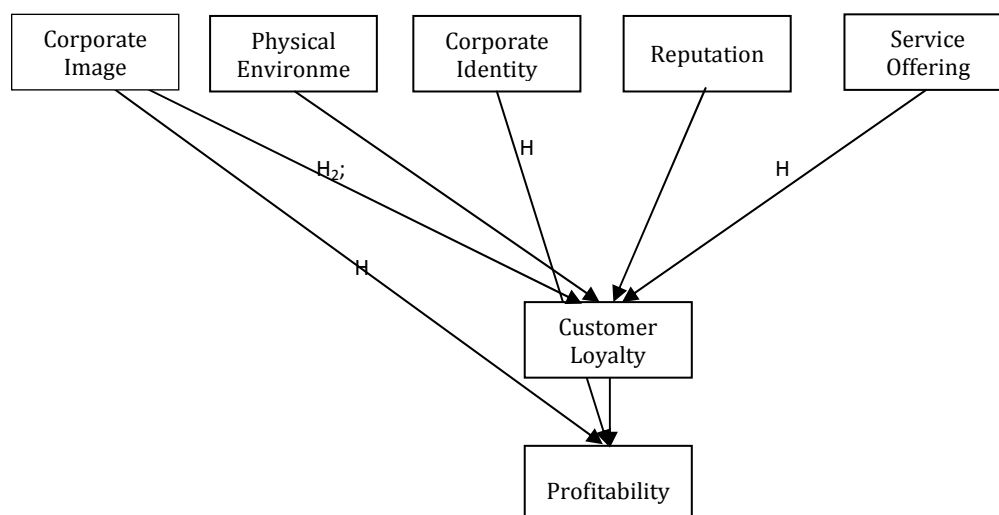 Corporate
Image
Physical
Environme
Corporate
Identity
Reputation
Service
Offering
H
H₂;
H
H
Customer
Loyalty
Profitability